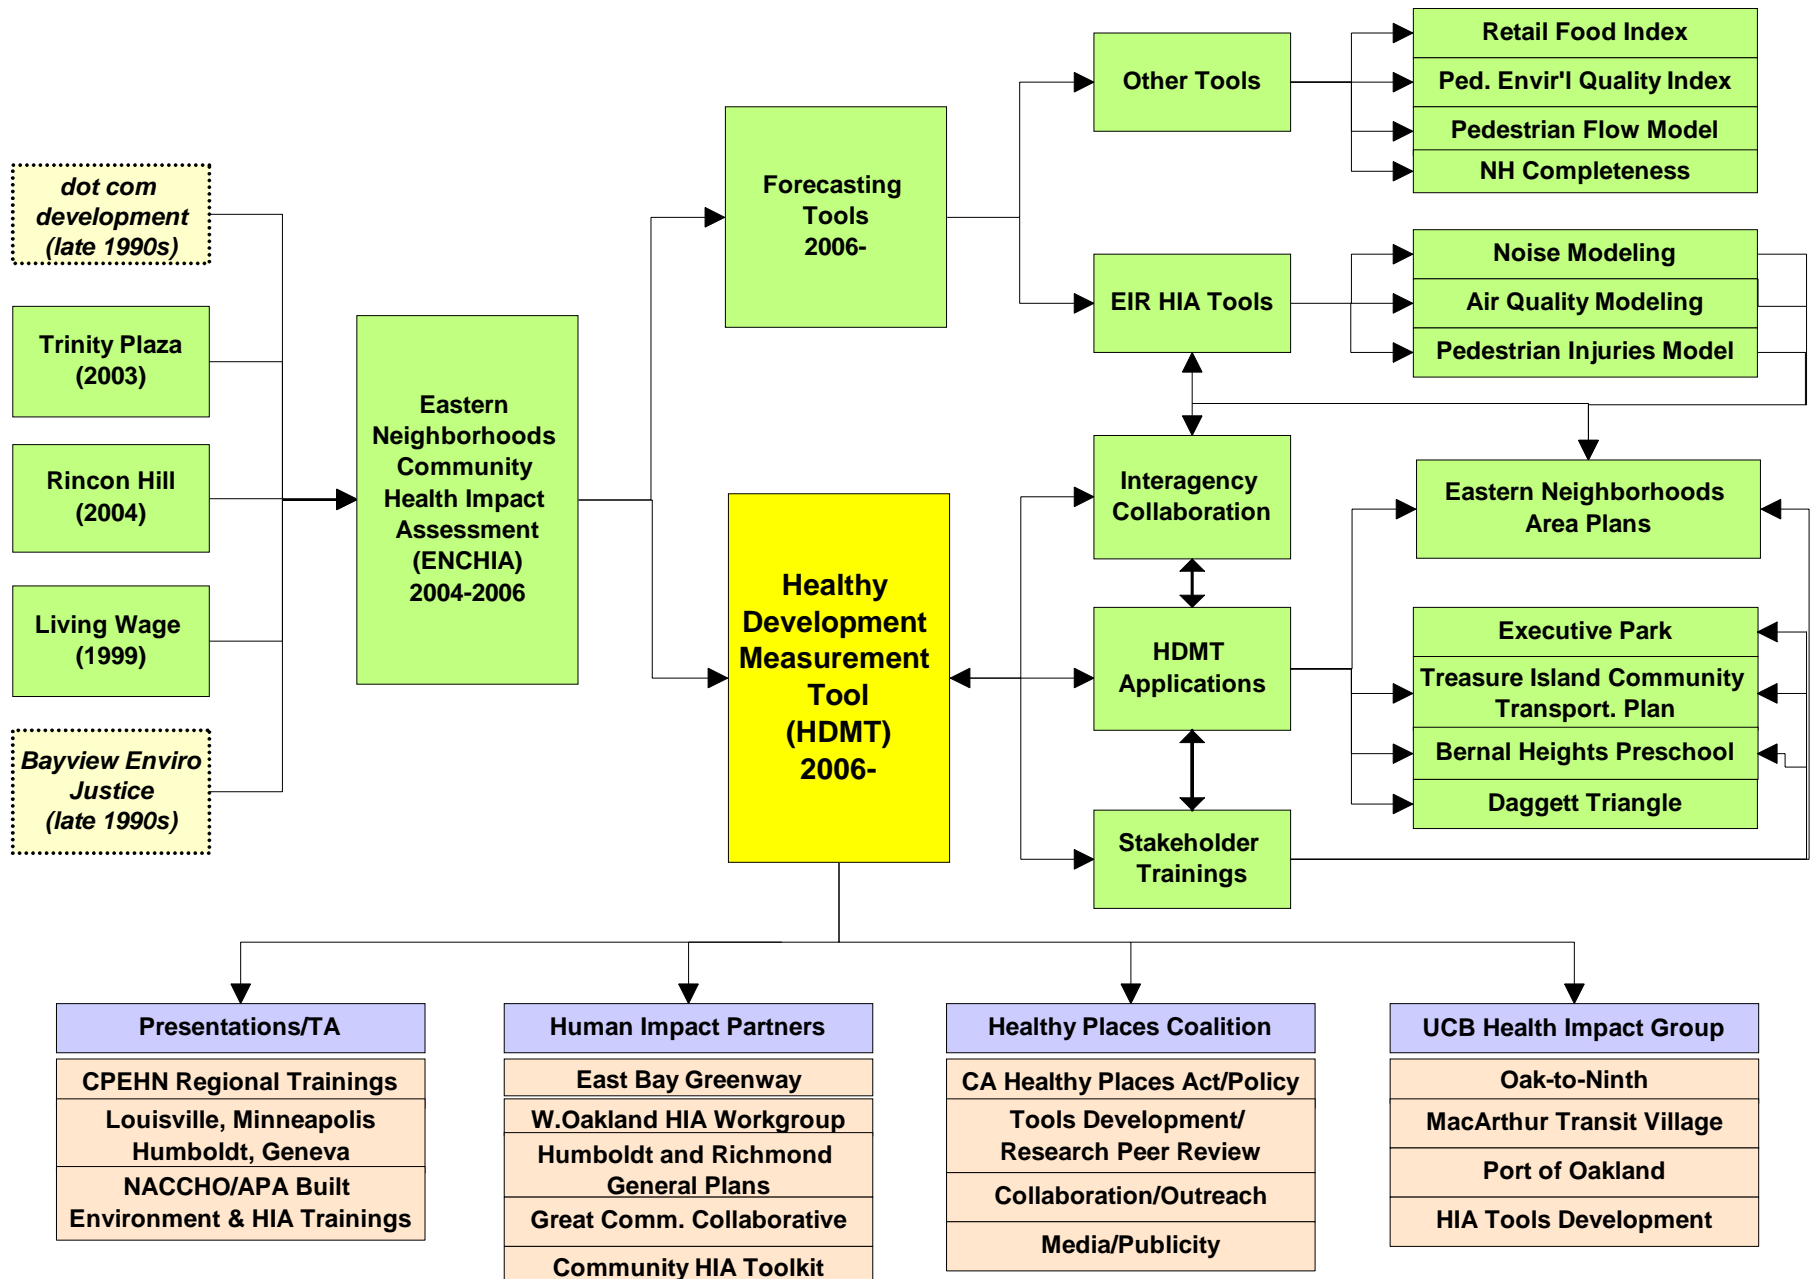 dot com
development
(late 1990s)
Trinity Plaza
(2003)
Rincon Hill
(2004)
Living Wage
(1999)
Bayview Enviro
Justice
(late 1990s)
Eastern
Neighborhoods
Community
Health Impact
Assessment
(ENCHIA)
2004-2006
Forecasting
Tools
2006-
Healthy
Development
Measurement
Tool
(HDMT)
2006-
Other Tools
EIR HIA Tools
Interagency
Collaboration
HDMT
Applications
Stakeholder
Trainings
Retail Food Index
Ped. Envir'l Quality Index
Pedestrian Flow Model
NH Completeness
Noise Modeling
Air Quality Modeling
Pedestrian Injuries Model
Eastern Neighborhoods
Area Plans
Executive Park
Treasure Island Community
Transport. Plan
Bernal Heights Preschool
Daggett Triangle
Presentations/TA
CPEHN Regional Trainings
Louisville, Minneapolis
Humboldt, Geneva
NACCHO/APA Built
Environment & HIA Trainings
Human Impact Partners
East Bay Greenway
W.Oakland HIA Workgroup
Humboldt and Richmond
General Plans
Great Comm. Collaborative
Community HIA Toolkit
Healthy Places Coalition
CA Healthy Places Act/Policy
Tools Development/
Research Peer Review
Collaboration/Outreach
Media/Publicity
UCB Health Impact Group
Oak-to-Ninth
MacArthur Transit Village
Port of Oakland
HIA Tools Development